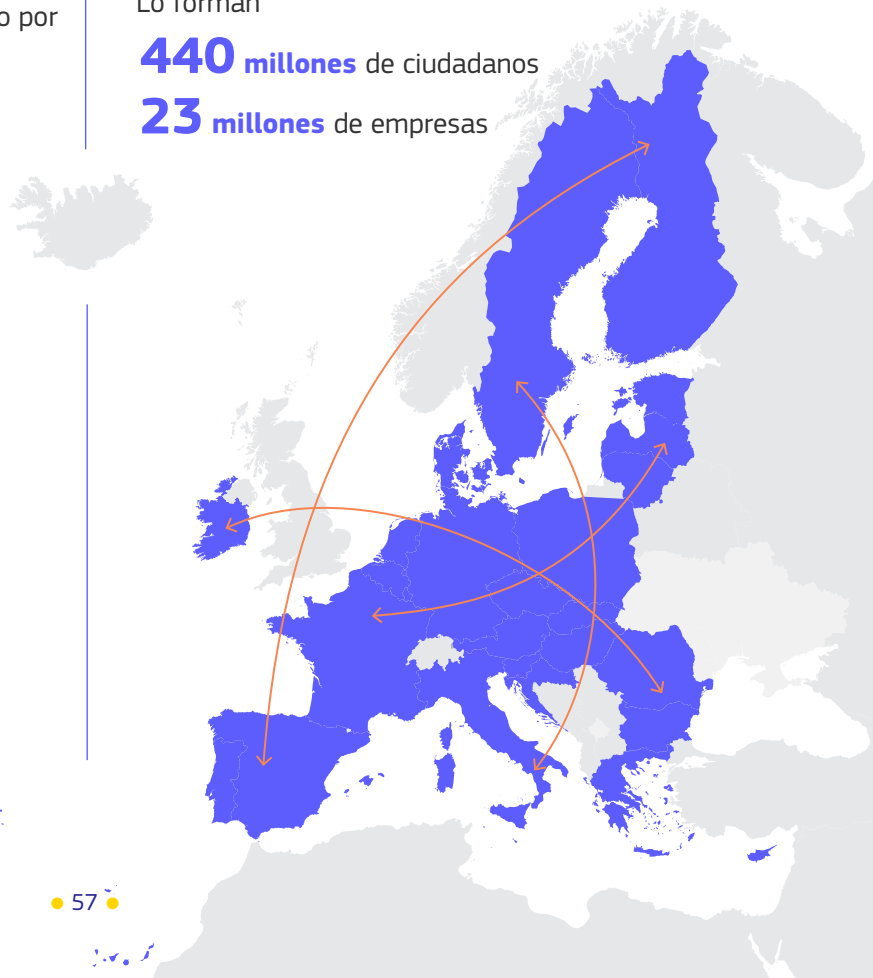 o por
Lo forman
440 millones de ciudadanos
23 millones de empresas
57